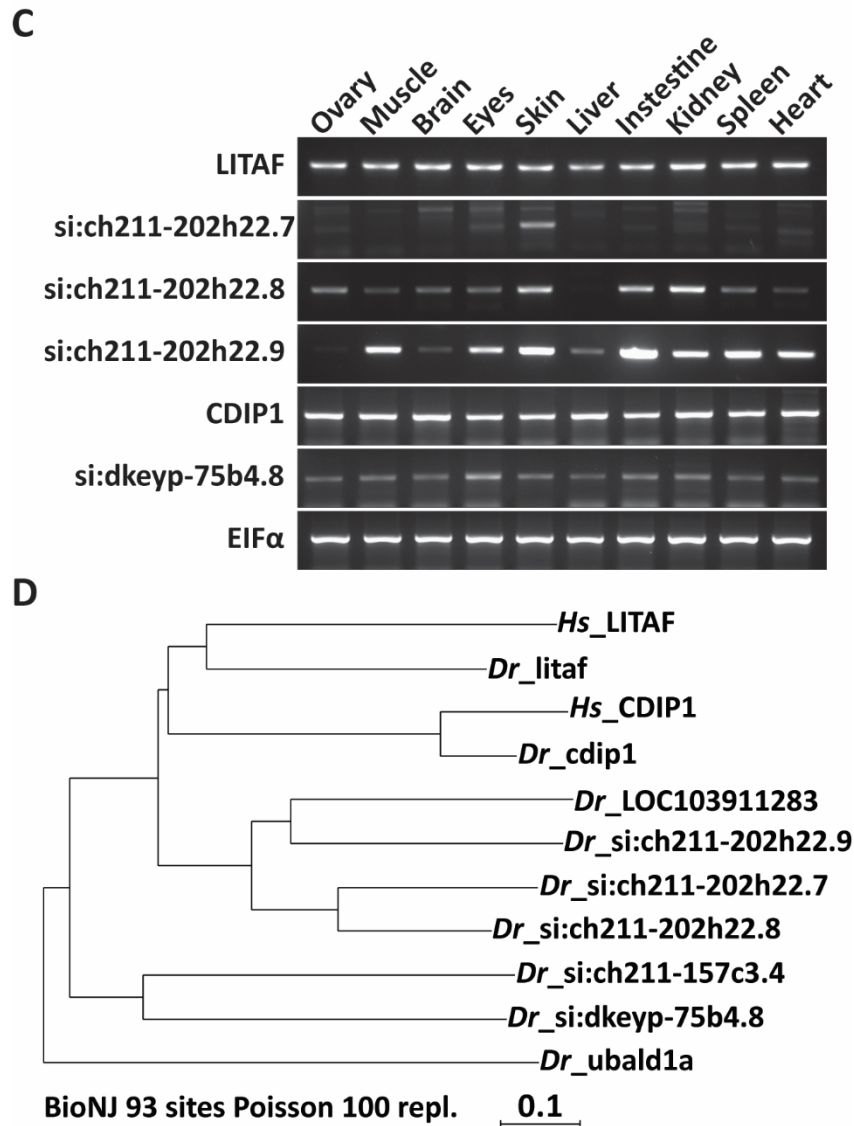 C
Ovary Muscle Brain Eyes Skin Liver Instestine Kidney Spleen Heart
LITAF
si:ch211-202h22.7
si:ch211-202h22.8
si:ch211-202h22.9
CDIP1
si:dkeyp-75b4.8
EIFα
D
Hs_LITAF
Dr_litaf
Hs_CDIP1
Dr_cdip1
Dr_LOC103911283
Dr_si:ch211-202h22.9
Dr_si:ch211-202h22.7
Dr_si:ch211-202h22.8
Dr_si:ch211-157c3.4
Dr_si:dkeyp-75b4.8
Dr_ubald1a
BioNJ 93 sites Poisson 100 repl. 0.1